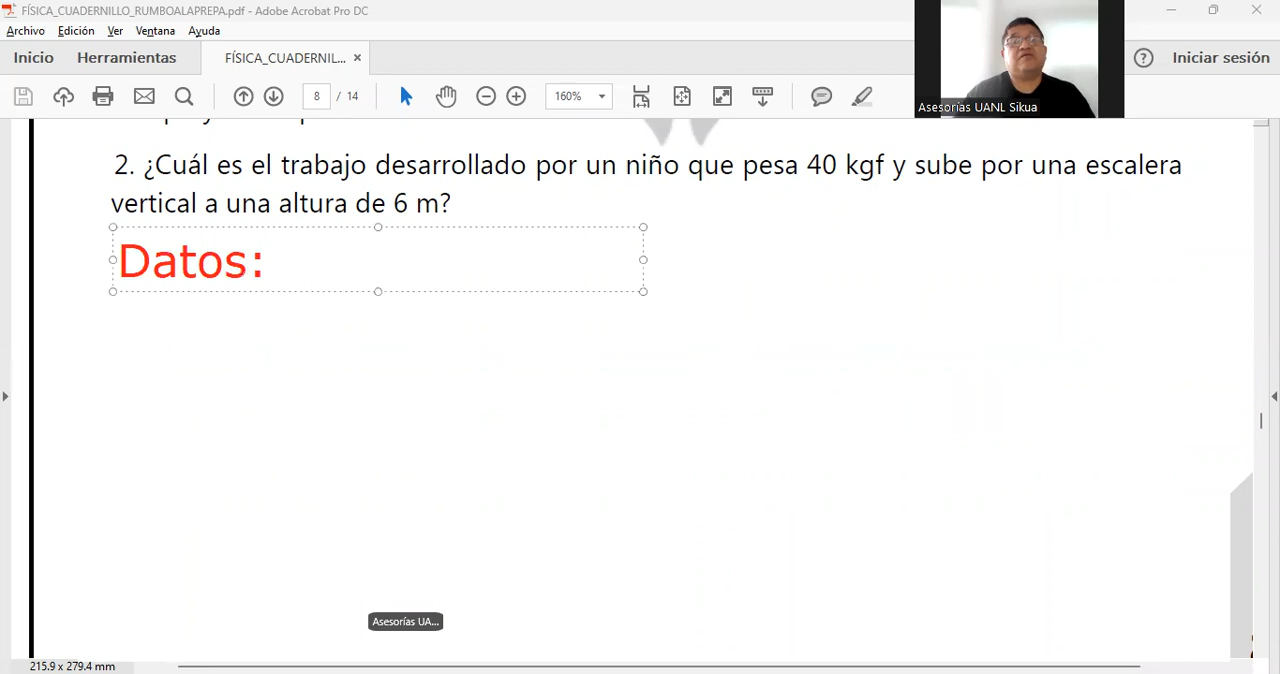 FÍSICA_CUADERNILLO_RUMBOALAPREPA.pdf - Adobe Acrobat Pro DC
Archivo Edición Ver Ventana Ayuda
Inicio Herramientas FÍSICA_CUADERNIL... × Iniciar sesión
8 / 14 160%
Asesorías UANL Sikua
2. ¿Cuál es el trabajo desarrollado por un niño que pesa 40 kgf y sube por una escalera
vertical a una altura de 6 m?
Datos:
Asesorías UA...
215.9 x 279.4 mm